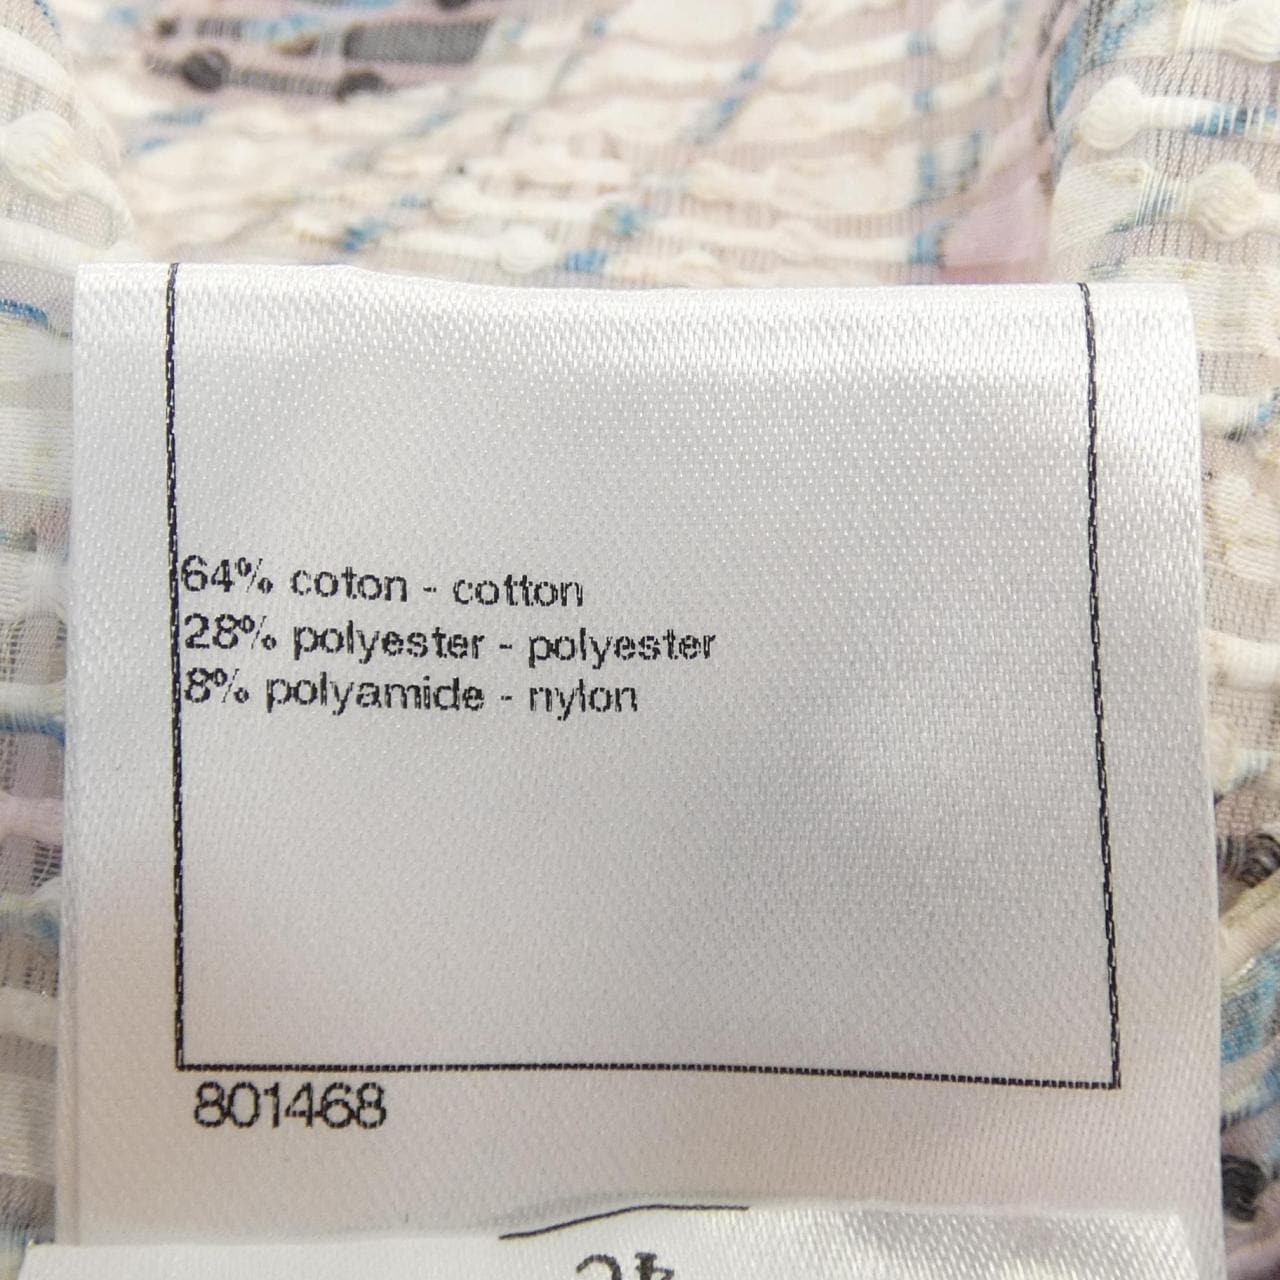 64% coton - cotton
28% polyester - polyester
8% polyamide - nylon
801468